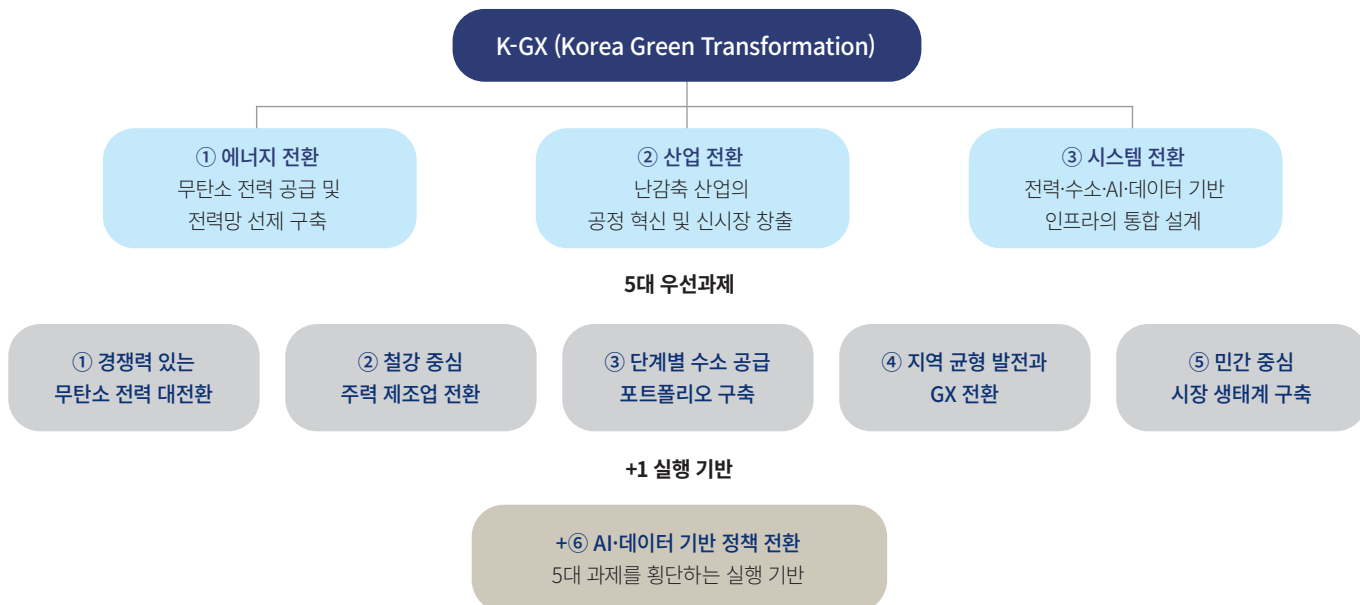 K-GX (Korea Green Transformation)
① 에너지 전환
무탄소 전력 공급 및
전력망 선제 구축
② 산업 전환
난감축 산업의
공정 혁신 및 신시장 창출
③ 시스템 전환
전력·수소·AI·데이터 기반
인프라의 통합 설계
5대 우선과제
① 경쟁력 있는
무탄소 전력 대전환
② 철강 중심
주력 제조업 전환
③ 단계별 수소 공급
포트폴리오 구축
④ 지역 균형 발전과
GX 전환
⑤ 민간 중심
시장 생태계 구축
+1 실행 기반
+⑥ AI·데이터 기반 정책 전환
5대 과제를 횡단하는 실행 기반